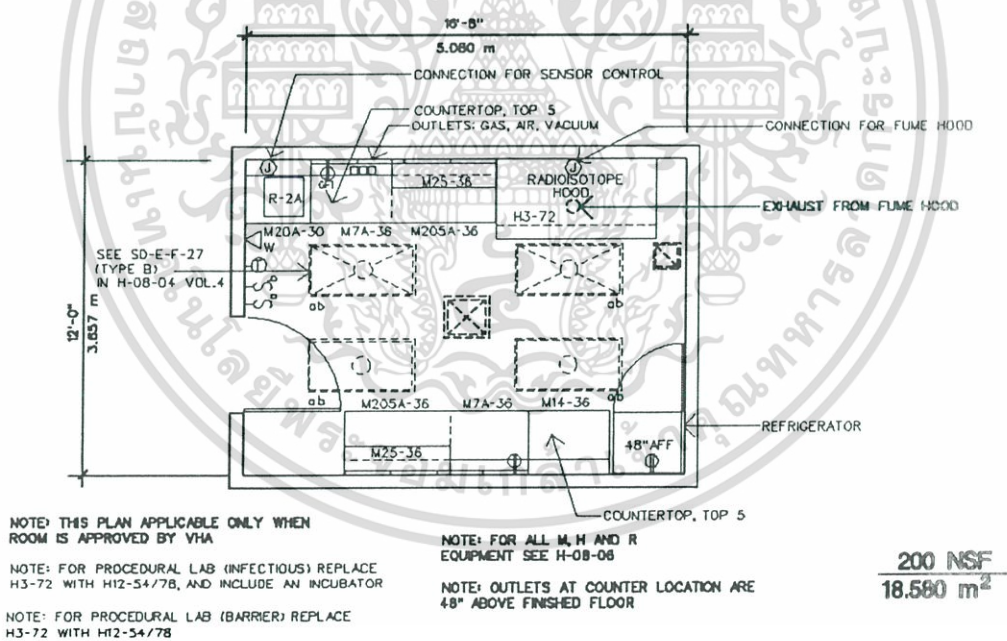 16'-8"
5.080 m
CONNECTION FOR SENSOR CONTROL
COUNTERTOP, TOP 5
OUTLETS: GAS, AIR, VACUUM
CONNECTION FOR FUME HOOD
J
J
M25-36
RADIOISOTOPE
HOOD
R-2A
H3-72
EXHAUST FROM FUME HOOD
M20A-30 M7A-36 M205A-36
W
SEE SD-E-F-27
(TYPE B)
IN H-08-04 VOL.4
S b
S a
ab
ab
12'-0"
3.657 m
ab
M205A-36 M7A-36 M14-36
ab
REFRIGERATOR
M25-36
48"AFF
COUNTERTOP, TOP 5
NOTE: THIS PLAN APPLICABLE ONLY WHEN
ROOM IS APPROVED BY VHA
NOTE: FOR ALL M, H AND R
EQUIPMENT SEE H-08-06
NOTE: FOR PROCEDURAL LAB (INFECTIOUS) REPLACE
H3-72 WITH H12-54/78, AND INCLUDE AN INCUBATOR
NOTE: OUTLETS AT COUNTER LOCATION ARE
48" ABOVE FINISHED FLOOR
200 NSF
18.580 m²
NOTE: FOR PROCEDURAL LAB (BARRIER) REPLACE
H3-72 WITH H12-54/78